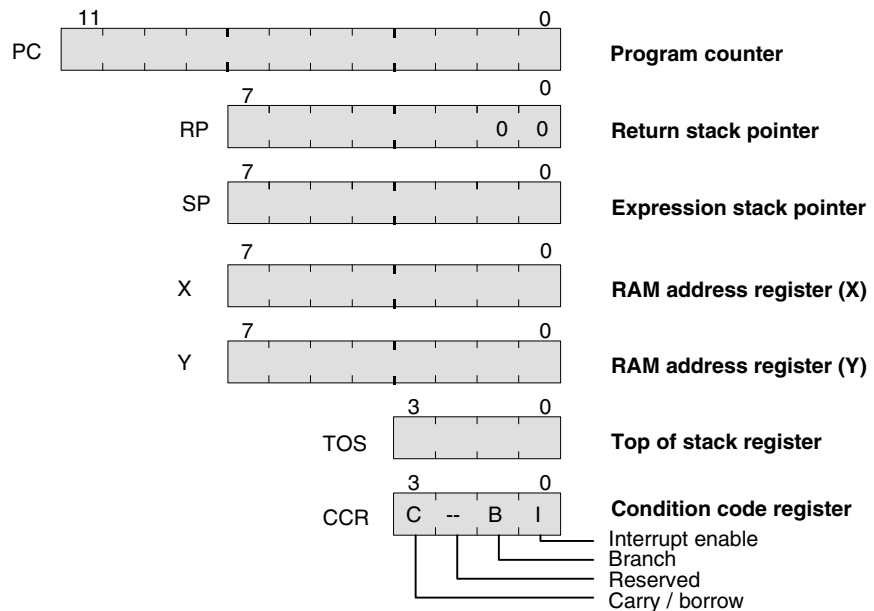 11 0
PC Program counter
7 0
RP 0 0 Return stack pointer
7 0
SP Expression stack pointer
7 0
X RAM address register (X)
7 0
Y RAM address register (Y)
3 0
TOS Top of stack register
3 0
CCR C -- B I Condition code register
Interrupt enable
Branch
Reserved
Carry / borrow